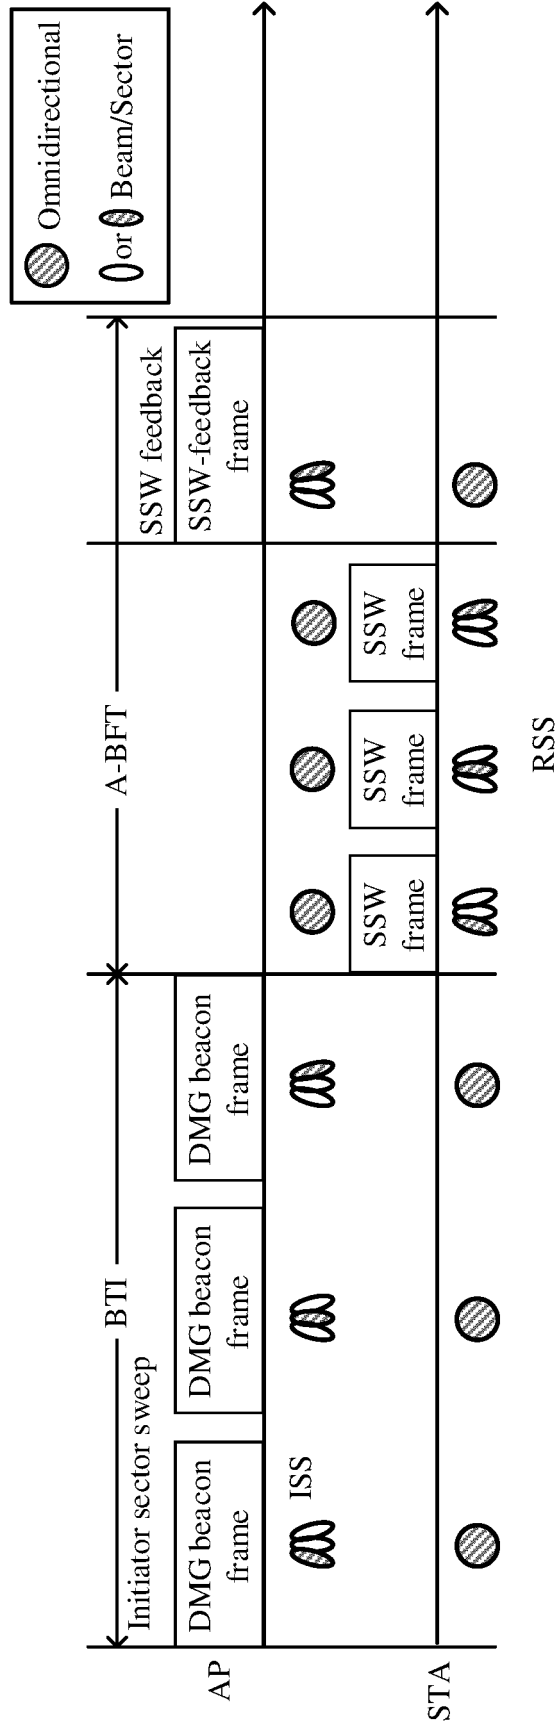 Omnidirectional
or Beam/Sector
BTI
A-BFT
Initiator sector sweep
SSW feedback
AP
DMG beacon
frame
DMG beacon
frame
DMG beacon
frame
SSW-feedback
frame
ISS
SSW
frame
SSW
frame
SSW
frame
STA
RSS